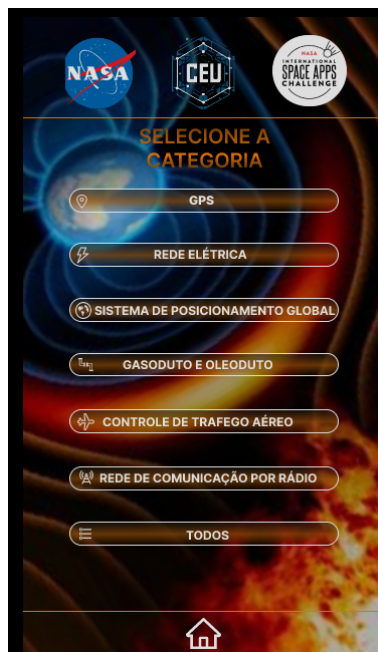 NASA
CEU
NASA
INTERNATIONAL
SPACE APPS
CHALLENGE
SELECIONE A
CATEGORIA
GPS
REDE ELÉTRICA
SISTEMA DE POSICIONAMENTO GLOBAL
GASODUTO E OLEODUTO
CONTROLE DE TRAFEGO AÉREO
REDE DE COMUNICAÇÃO POR RÁDIO
TODOS